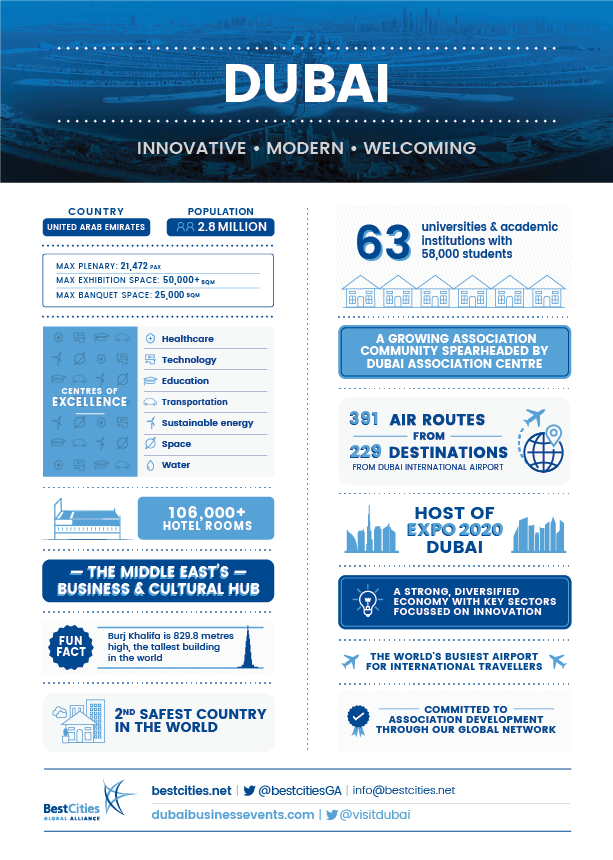 DUBAI
INNOVATIVE • MODERN • WELCOMING
COUNTRY
UNITED ARAB EMIRATES
POPULATION
2.8 MILLION
MAX PLENARY: 21,472 PAX
MAX EXHIBITION SPACE: 50,000+ SQM
MAX BANQUET SPACE: 25,000 SQM
CENTRES OF
EXCELLENCE
Healthcare
Technology
Education
Transportation
Sustainable energy
Space
Water
106,000+
HOTEL ROOMS
— THE MIDDLE EAST'S —
BUSINESS & CULTURAL HUB
FUN
FACT
Burj Khalifa is 829.8 metres
high, the tallest building
in the world
2ND SAFEST COUNTRY
IN THE WORLD
63
universities & academic
institutions with
58,000 students
A GROWING ASSOCIATION
COMMUNITY SPEARHEADED BY
DUBAI ASSOCIATION CENTRE
391 AIR ROUTES
FROM
229 DESTINATIONS
FROM DUBAI INTERNATIONAL AIRPORT
HOST OF
EXPO 2020
DUBAI
A STRONG, DIVERSIFIED
ECONOMY WITH KEY SECTORS
FOCUSSED ON INNOVATION
THE WORLD'S BUSIEST AIRPORT
FOR INTERNATIONAL TRAVELLERS
COMMITTED TO
ASSOCIATION DEVELOPMENT
THROUGH OUR GLOBAL NETWORK
BestCities
GLOBAL ALLIANCE
bestcities.net | @bestcitiesGA | info@bestcities.net
dubaibusinessevents.com | @visitdubai